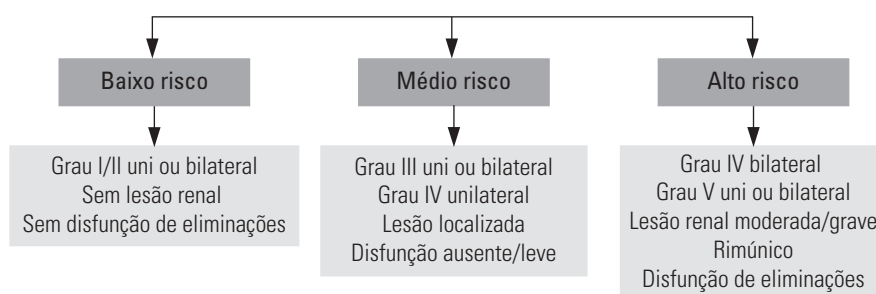 Baixo risco
Grau I/II uni ou bilateral
Sem lesão renal
Sem disfunção de eliminações
Médio risco
Grau III uni ou bilateral
Grau IV unilateral
Lesão localizada
Disfunção ausente/leve
Alto risco
Grau IV bilateral
Grau V uni ou bilateral
Lesão renal moderada/grave
Rimúnico
Disfunção de eliminações